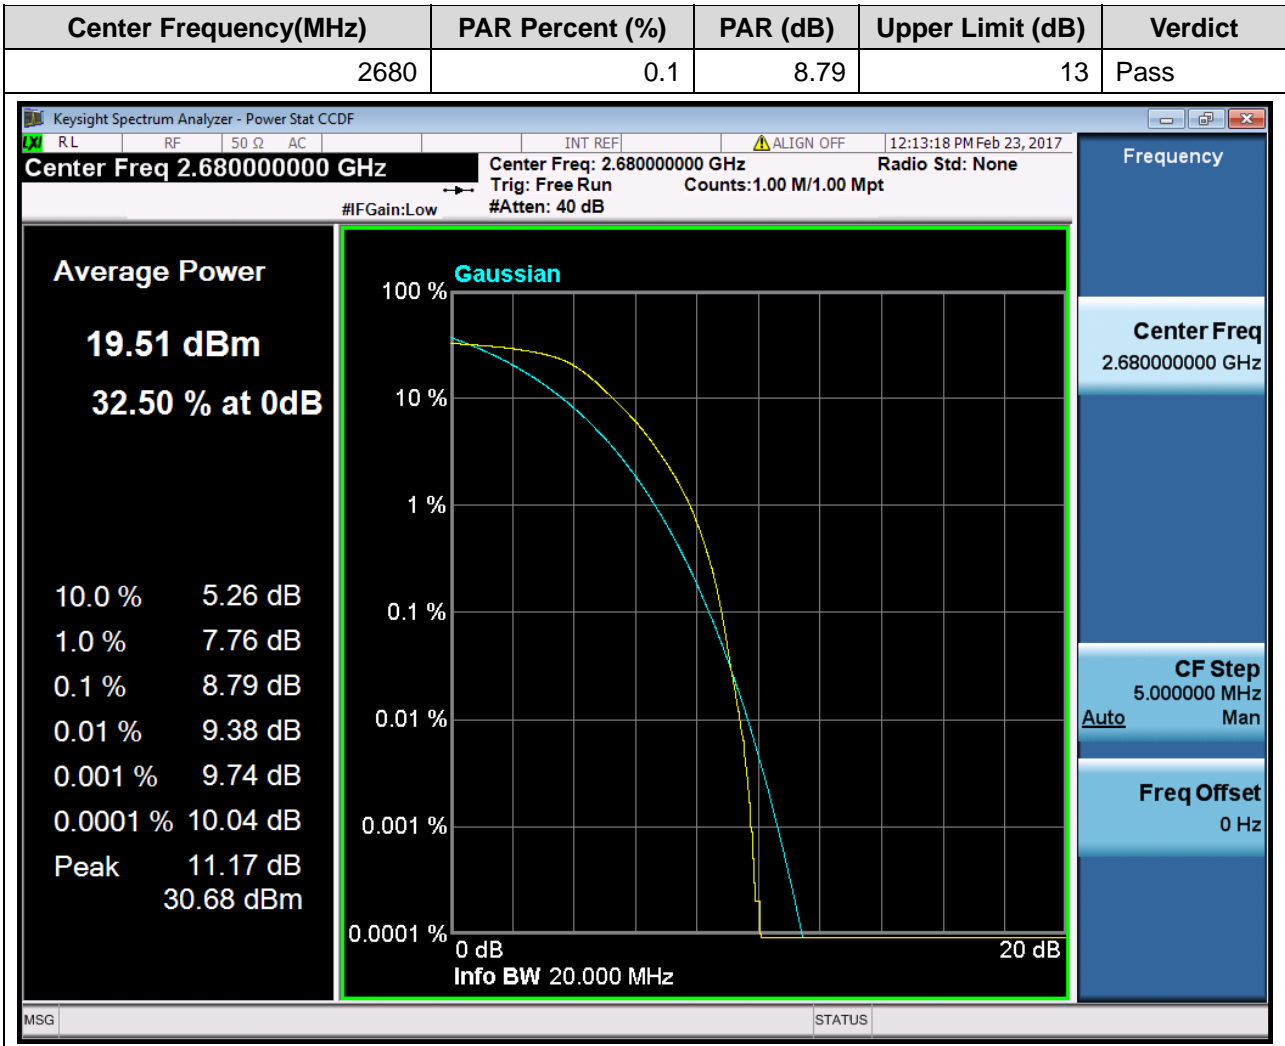 Center Frequency(MHz) PAR Percent (%) PAR (dB) Upper Limit (dB) Verdict
2680 0.1 8.79 13 Pass
Keysight Spectrum Analyzer - Power Stat CCDF
LXI RL RF 50 Ω AC INT REF ALIGN OFF 12:13:18 PM Feb 23, 2017
Center Freq 2.680000000 GHz
#IFGain:Low
Center Freq: 2.680000000 GHz Radio Std: None
Trig: Free Run Counts:1.00 M/1.00 Mpt
#Atten: 40 dB
Average Power
19.51 dBm
32.50 % at 0dB
10.0 % 5.26 dB
1.0 % 7.76 dB
0.1 % 8.79 dB
0.01 % 9.38 dB
0.001 % 9.74 dB
0.0001 % 10.04 dB
Peak 11.17 dB
30.68 dBm
Gaussian
100 %
10 %
1 %
0.1 %
0.01 %
0.001 %
0.0001 %
0 dB 20 dB
Info BW 20.000 MHz
Frequency
Center Freq
2.680000000 GHz
CF Step
5.000000 MHz
Auto Man
Freq Offset
0 Hz
MSG STATUS